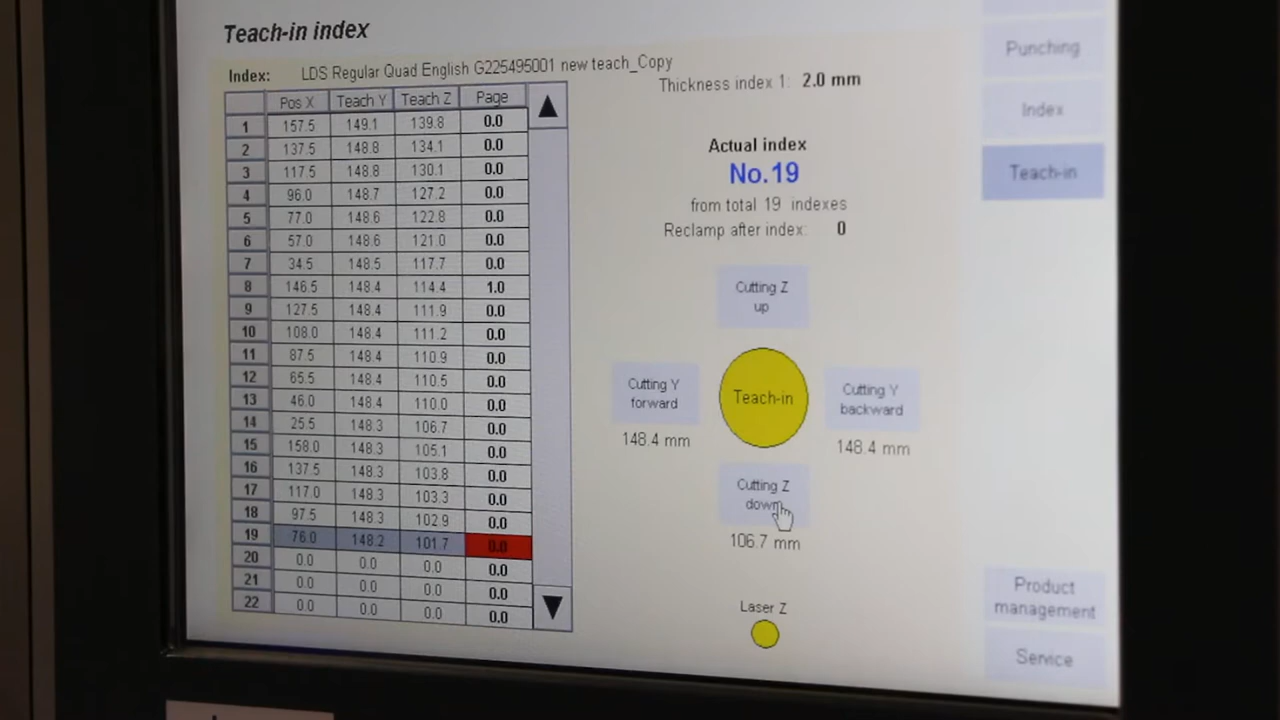 Teach-in index
Index: LDS Regular Quad English G225495001 new teach_Copy
Pos X Teach Y Teach Z Page
1 157.5 149.1 139.8 0.0
2 137.5 148.8 134.1 0.0
3 117.5 148.8 130.1 0.0
4 96.0 148.7 127.2 0.0
5 77.0 148.6 122.8 0.0
6 57.0 148.6 121.0 0.0
7 34.5 148.5 117.7 0.0
8 146.5 148.4 114.4 1.0
9 127.5 148.4 111.9 0.0
10 108.0 148.4 111.2 0.0
11 87.5 148.4 110.9 0.0
12 65.5 148.4 110.5 0.0
13 46.0 148.4 110.0 0.0
14 25.5 148.3 106.7 0.0
15 158.0 148.3 105.1 0.0
16 137.5 148.3 103.8 0.0
17 117.0 148.3 103.3 0.0
18 97.5 148.3 102.9 0.0
19 76.0 148.2 101.7 0.0
20 0.0 0.0 0.0 0.0
21 0.0 0.0 0.0 0.0
22 0.0 0.0 0.0 0.0
Thickness index 1: 2.0 mm
Actual index
No.19
from total 19 indexes
Reclamp after index: 0
Cutting Z
up
Cutting Y
forward
148.4 mm
Teach-in
Cutting Y
backward
148.4 mm
Cutting Z
down
106.7 mm
Laser Z
Punching
Index
Teach-in
Product
management
Service